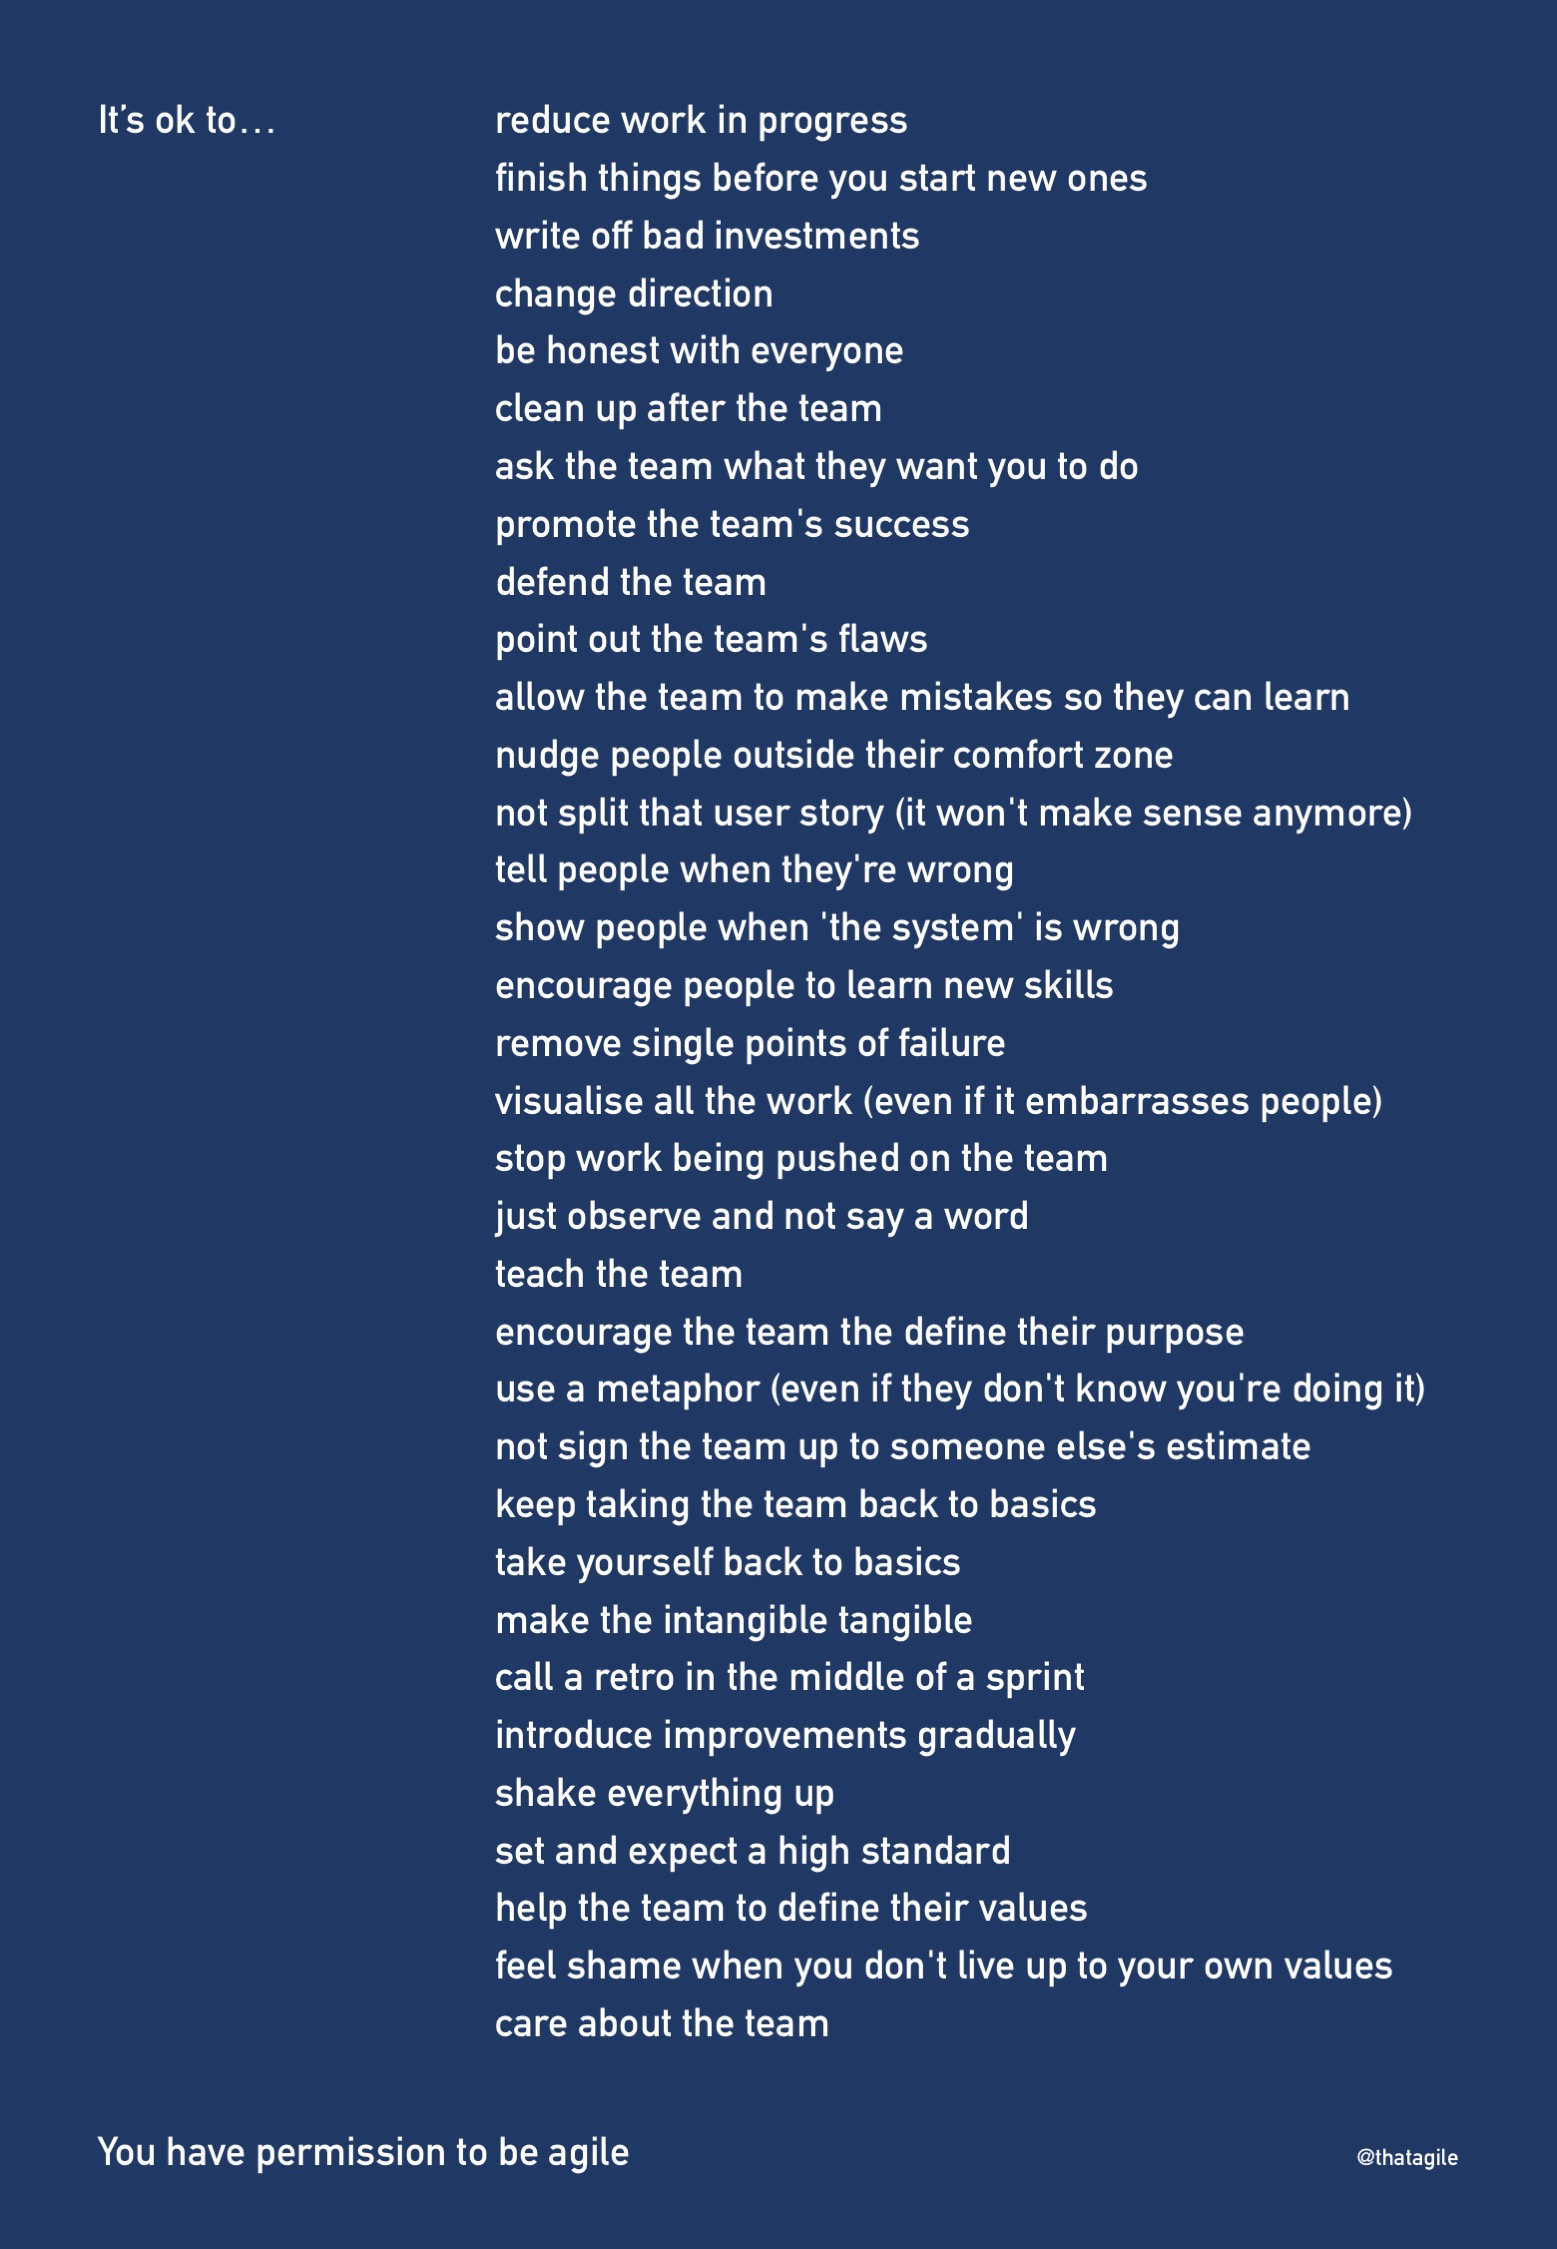 It’s ok to… reduce work in progress
finish things before you start new ones
write off bad investments
change direction
be honest with everyone
clean up after the team
ask the team what they want you to do
promote the team's success
defend the team
point out the team's flaws
allow the team to make mistakes so they can learn
nudge people outside their comfort zone
not split that user story (it won't make sense anymore)
tell people when they're wrong
show people when 'the system' is wrong
encourage people to learn new skills
remove single points of failure
visualise all the work (even if it embarrasses people)
stop work being pushed on the team
just observe and not say a word
teach the team
encourage the team the define their purpose
use a metaphor (even if they don't know you're doing it)
not sign the team up to someone else's estimate
keep taking the team back to basics
take yourself back to basics
make the intangible tangible
call a retro in the middle of a sprint
introduce improvements gradually
shake everything up
set and expect a high standard
help the team to define their values
feel shame when you don't live up to your own values
care about the team
You have permission to be agile
@thatagile